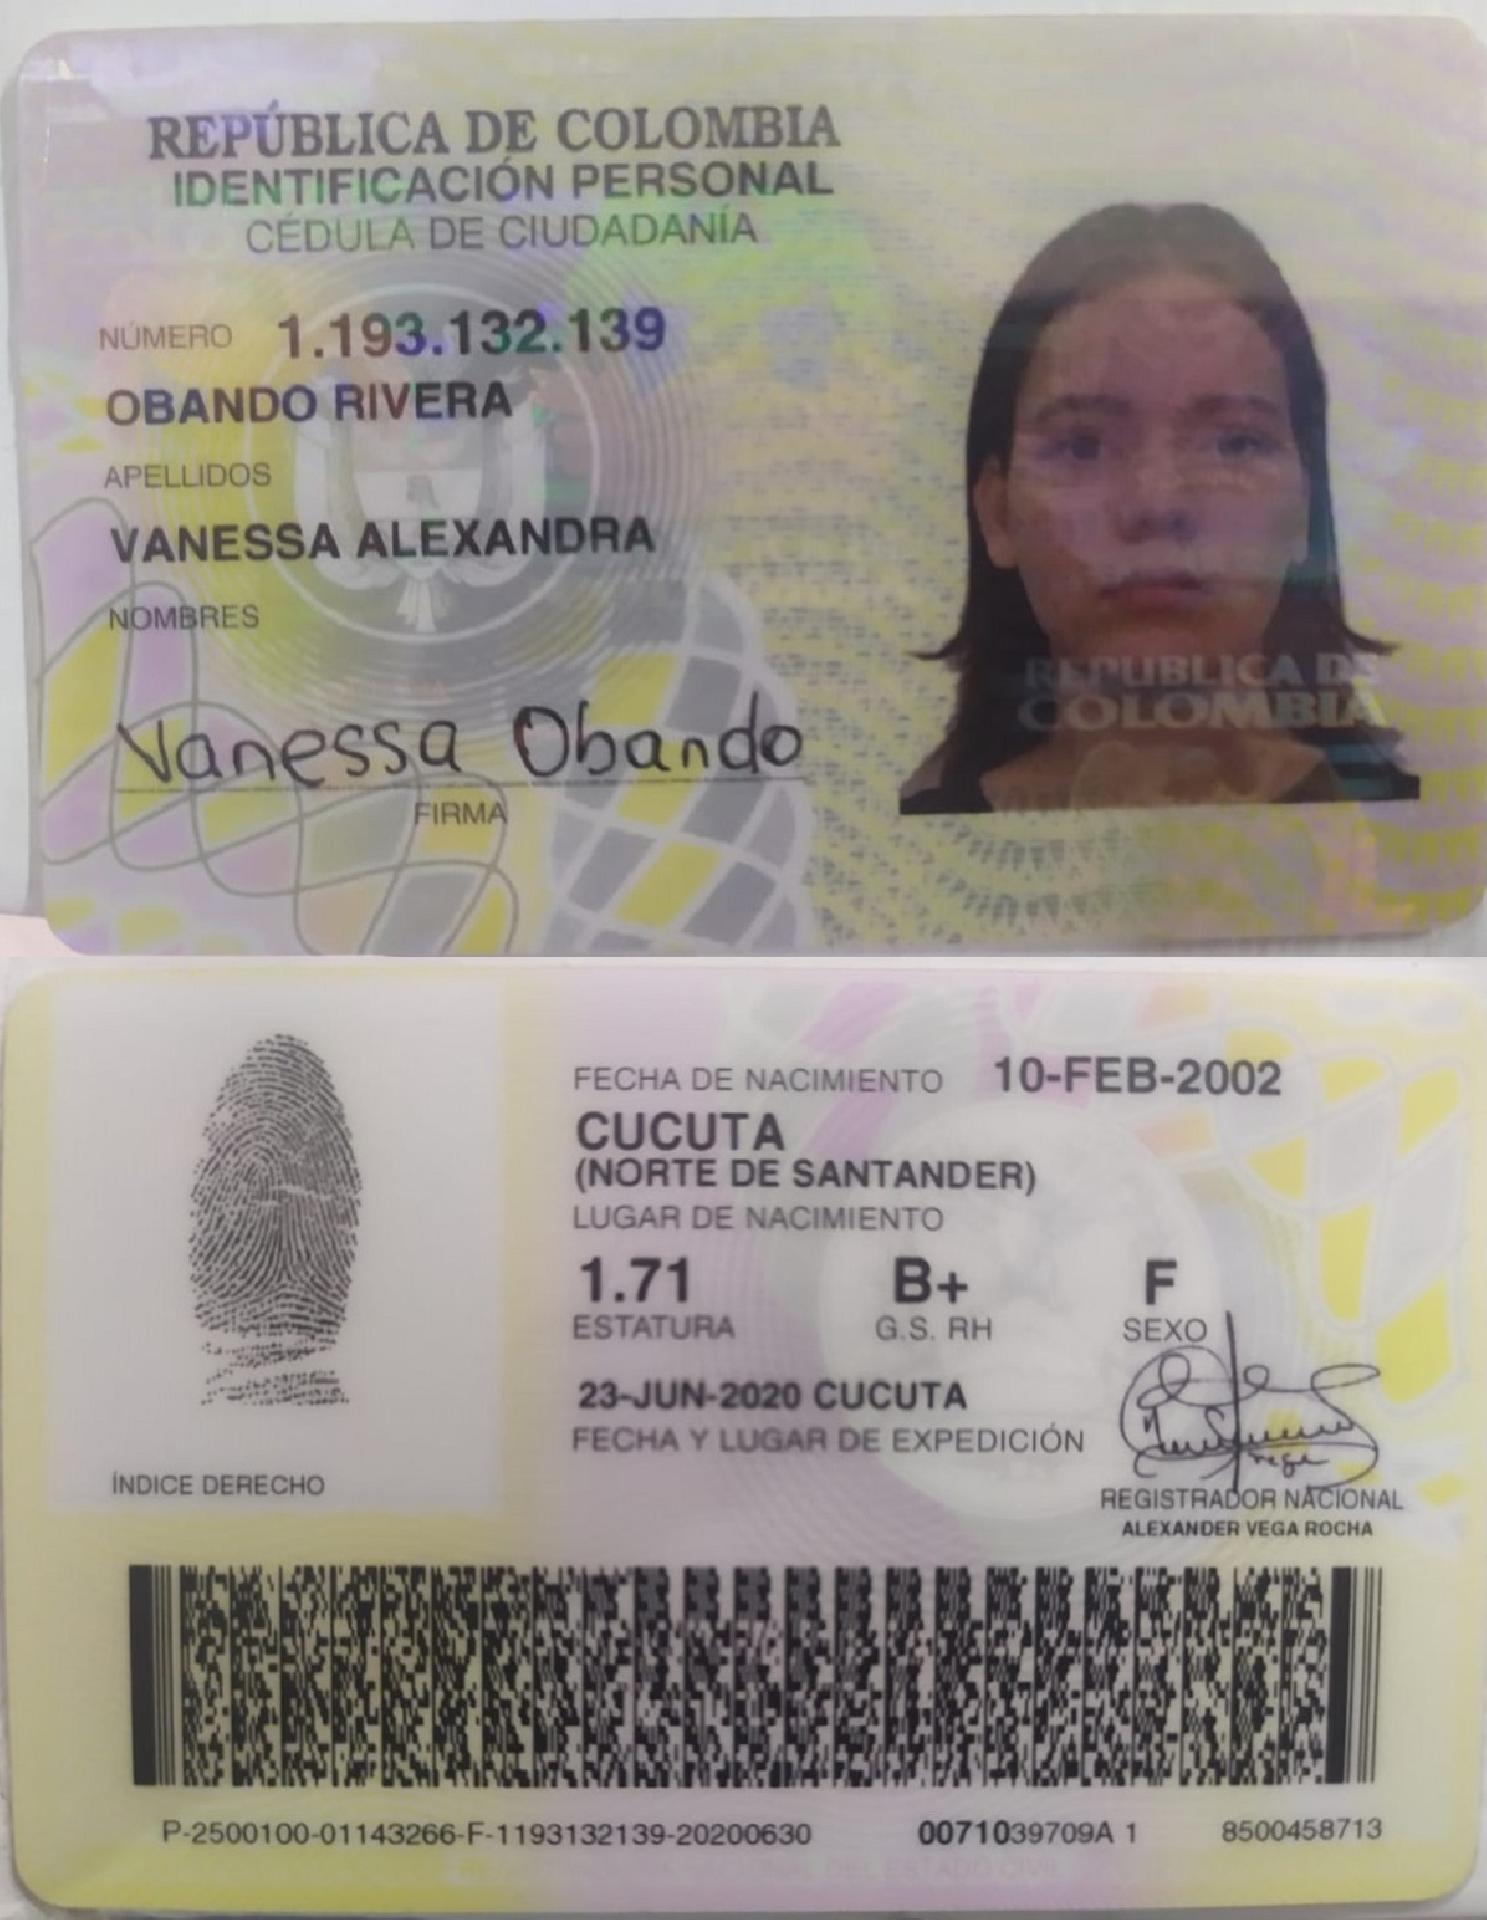 REPÚBLICA DE COLOMBIA
IDENTIFICACIÓN PERSONAL
CÉDULA DE CIUDADANÍA
NÚMERO 1.193.132.139
OBANDO RIVERA
APELLIDOS
VANESSA ALEXANDRA
NOMBRES
Vanessa Obando
FIRMA
REPUBLICA DE
COLOMBIA
FECHA DE NACIMIENTO 10-FEB-2002
CUCUTA
(NORTE DE SANTANDER)
LUGAR DE NACIMIENTO
1.71 B+ F
ESTATURA G.S. RH SEXO
23-JUN-2020 CUCUTA
FECHA Y LUGAR DE EXPEDICIÓN
ÍNDICE DERECHO
REGISTRADOR NACIONAL
ALEXANDER VEGA ROCHA
P-2500100-01143266-F-1193132139-20200630 0071039709A 1 8500458713